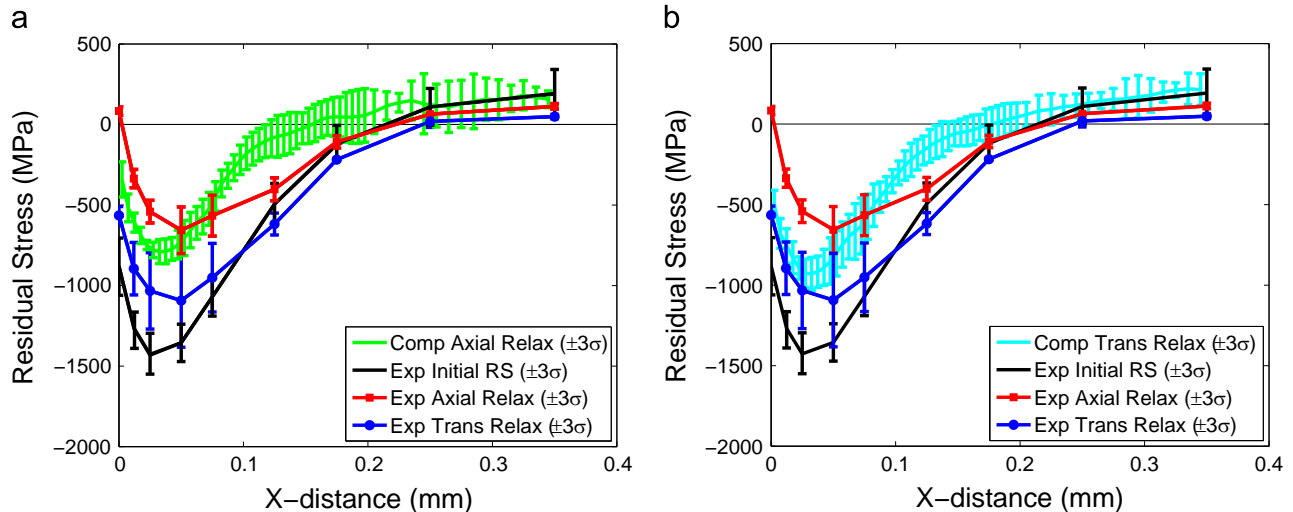 a
500
0
−500
−1000
−1500
−2000
Residual Stress (MPa)
Comp Axial Relax (±3σ)
Exp Initial RS (±3σ)
Exp Axial Relax (±3σ)
Exp Trans Relax (±3σ)
0
0.1
0.2
0.3
0.4
X−distance (mm)
b
500
0
−500
−1000
−1500
−2000
Residual Stress (MPa)
Comp Trans Relax (±3σ)
Exp Initial RS (±3σ)
Exp Axial Relax (±3σ)
Exp Trans Relax (±3σ)
0
0.1
0.2
0.3
0.4
X−distance (mm)